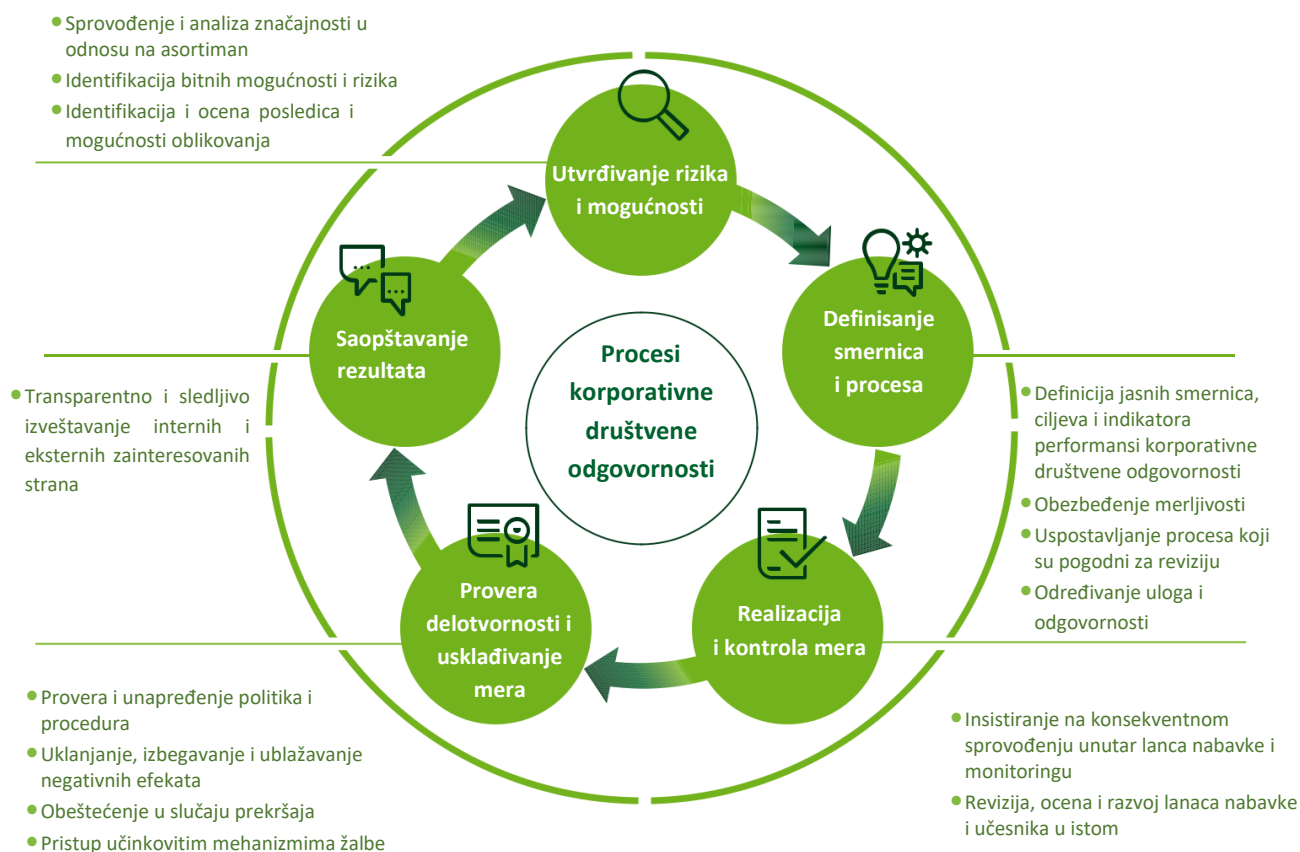 Sprovođenje i analiza značajnosti u
odnosu na asortiman
Identifikacija bitnih mogućnosti i rizika
Identifikacija i ocena posledica i
mogućnosti oblikovanja
Utvrđivanje rizika
i mogućnosti
Definisanje
smernica
i procesa
Definicija jasnih smernica,
ciljeva i indikatora
performansi korporativne
društvene odgovornosti
Obezbeđenje merljivosti
Uspostavljanje procesa koji
su pogodni za reviziju
Određivanje uloga i
odgovornosti
Realizacija
i kontrola mera
Insistiranje na konsekventnom
sprovođenju unutar lanca nabavke i
monitoringu
Revizija, ocena i razvoj lanaca nabavke
i učesnika u istom
Provera
delotvornosti i
usklađivanje
mera
Provera i unapređenje politika i
procedura
Uklanjanje, izbegavanje i ublažavanje
negativnih efekata
Obeštećenje u slučaju prekršaja
Pristup učinkovitim mehanizmima žalbe
Saopštavanje
rezultata
Transparentno i sledljivo
izveštavanje internih i
eksternih zainteresovanih
strana
Procesi
korporativne
društvene
odgovornosti